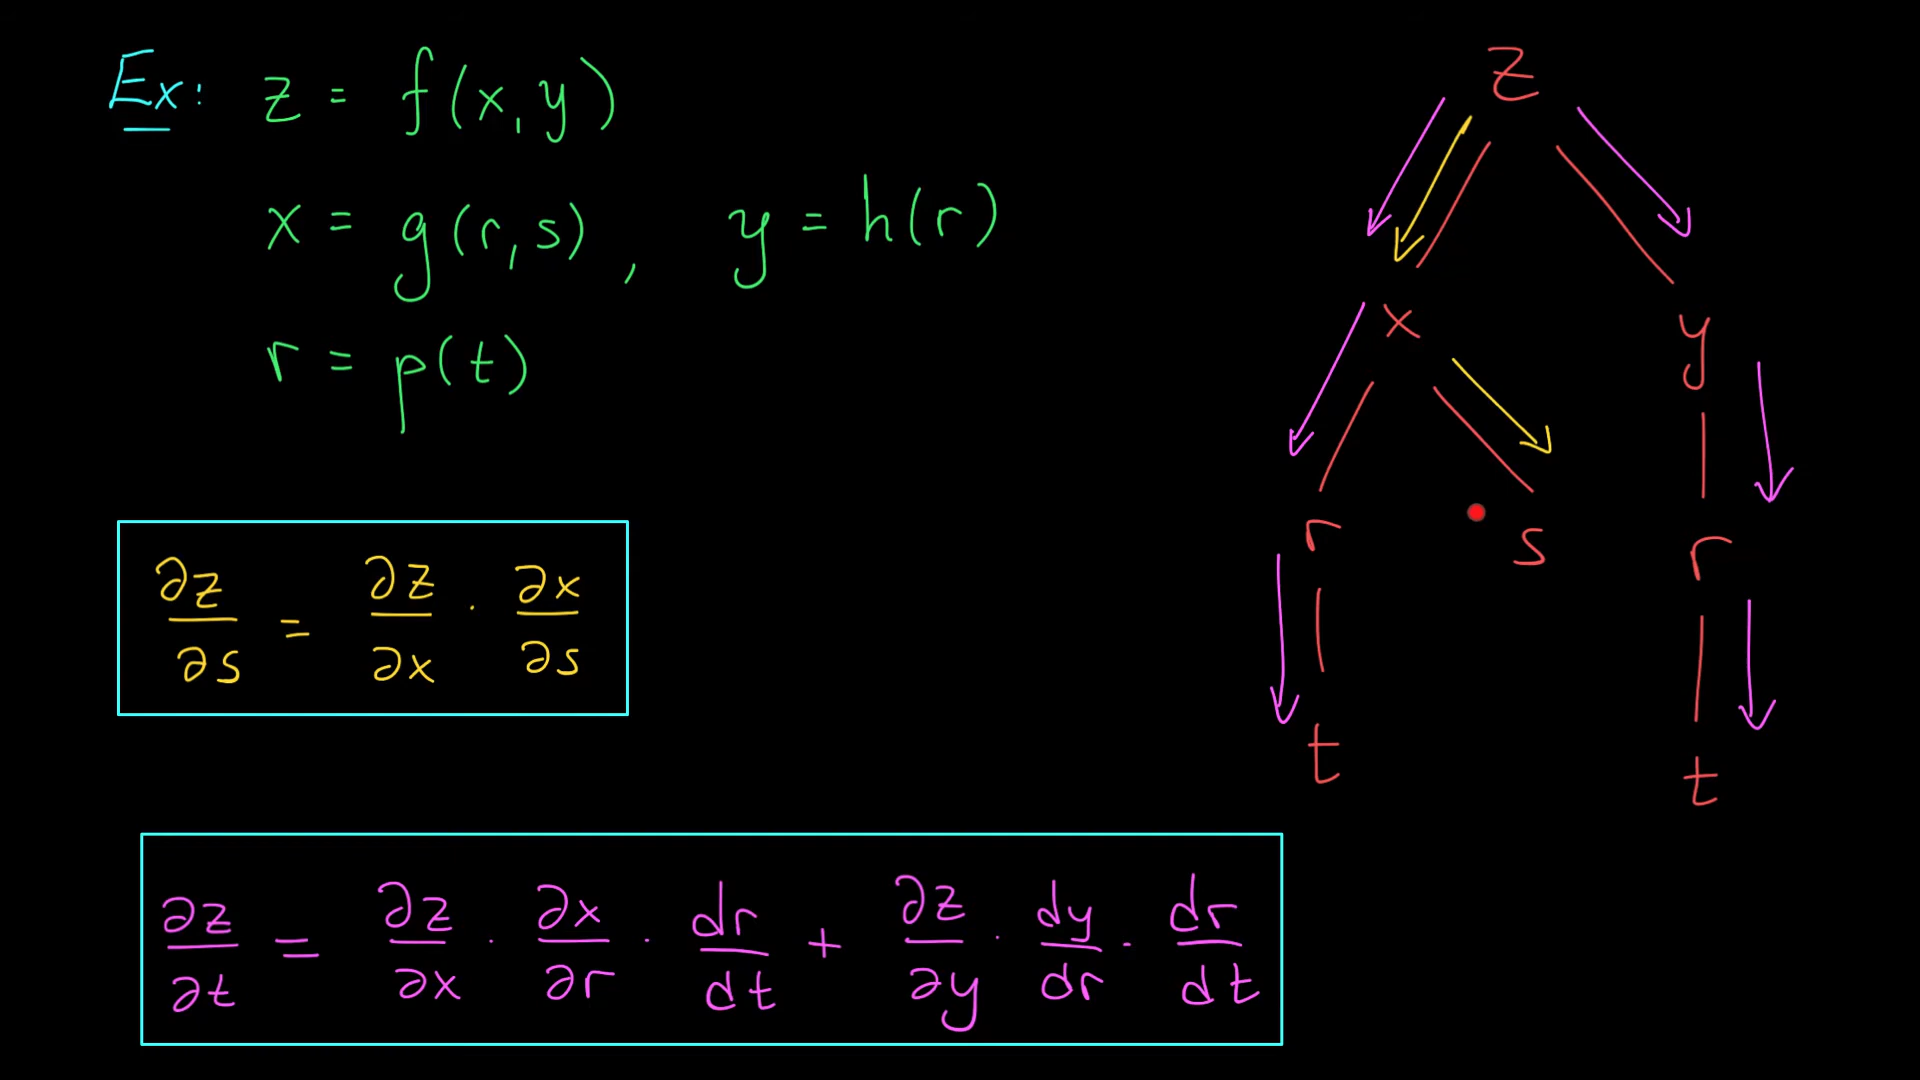 Ex: z = f(x,y)
x = g(r,s), y = h(r)
r = p(t)
∂z/∂s = ∂z/∂x · ∂x/∂s
∂z/∂t = ∂z/∂x · ∂x/∂r · dr/dt + ∂z/∂y · dy/dr · dr/dt
z
x y
r s r
t t